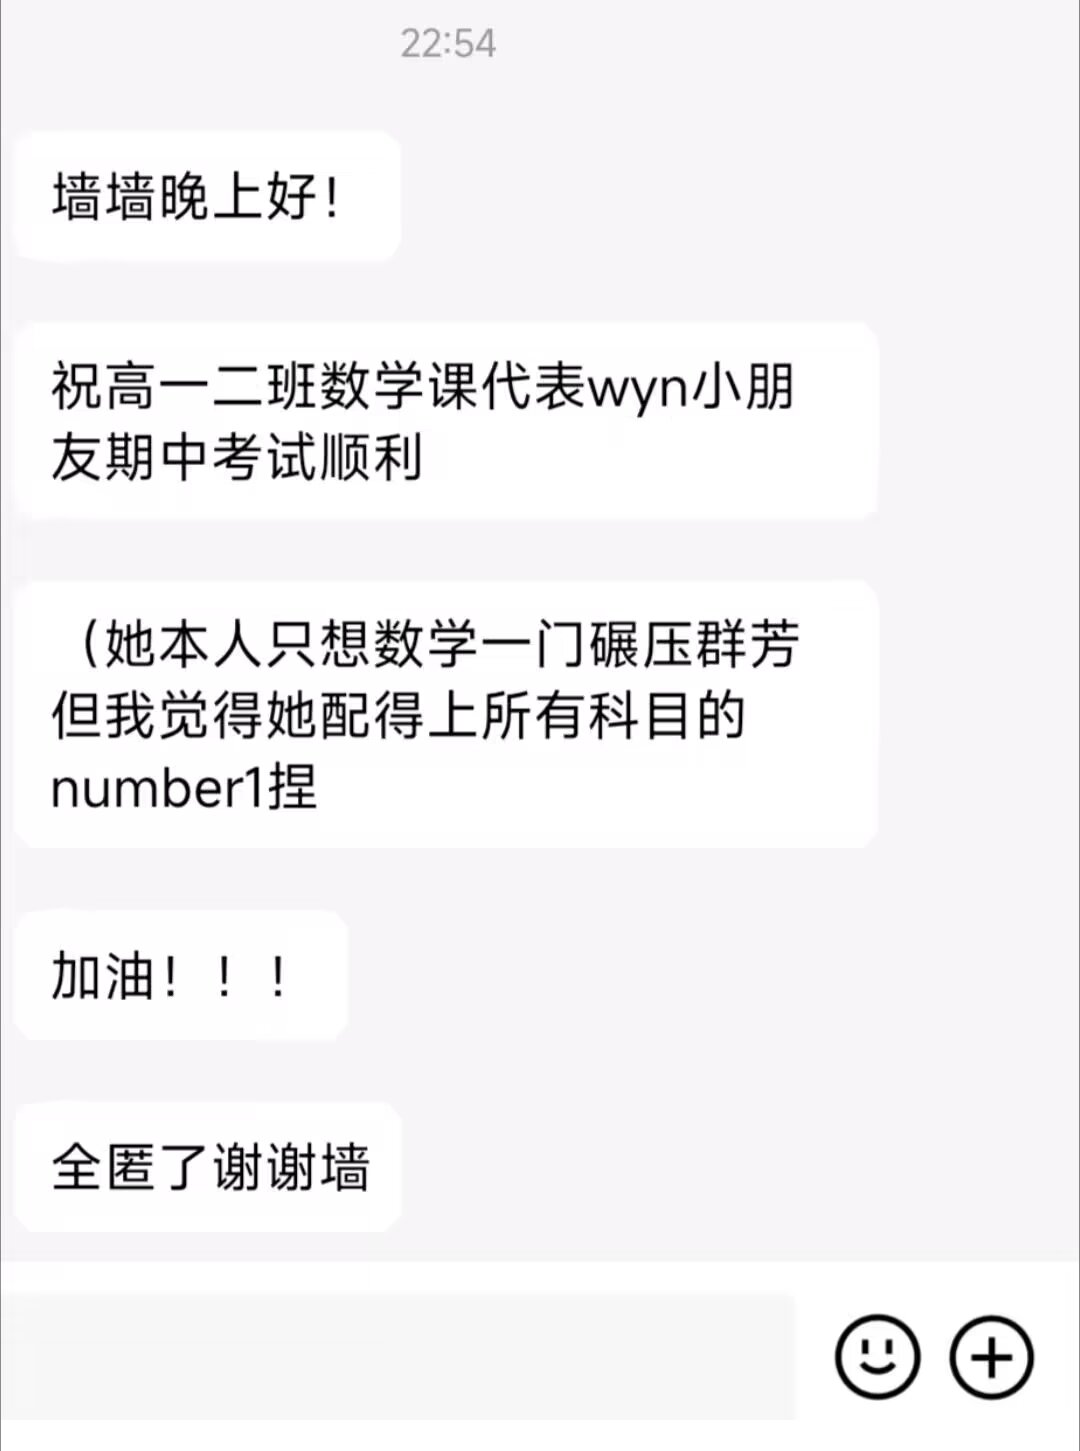 22:54
墙墙晚上好！
祝高一二班数学课代表wyn小朋
友期中考试顺利
（她本人只想数学一门碾压群芳
但我觉得她配得上所有科目的
number1捏
加油！！！
全匿了谢谢墙